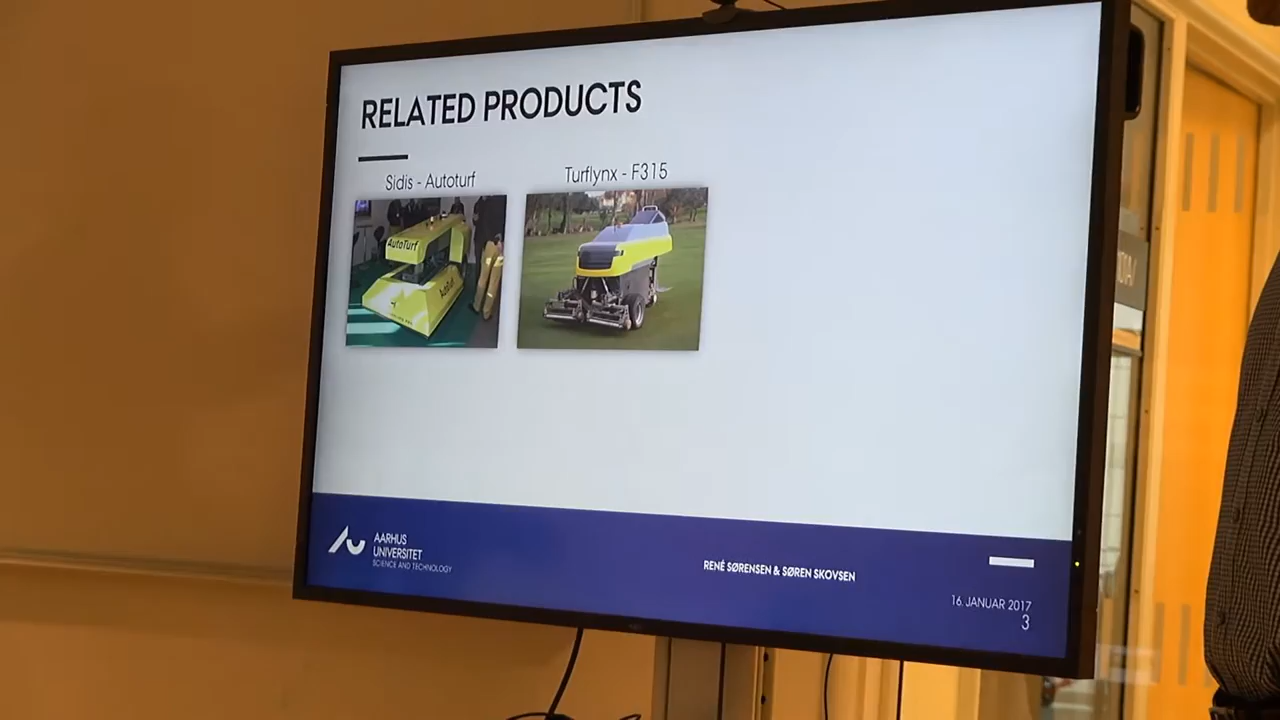 RELATED PRODUCTS
Sidis - Autoturf
Turflynx - F315
AutoTurf
AARHUS
UNIVERSITET
SCIENCE AND TECHNOLOGY
RENÉ SØRENSEN & SØREN SKOVSEN
16. JANUAR 2017
3